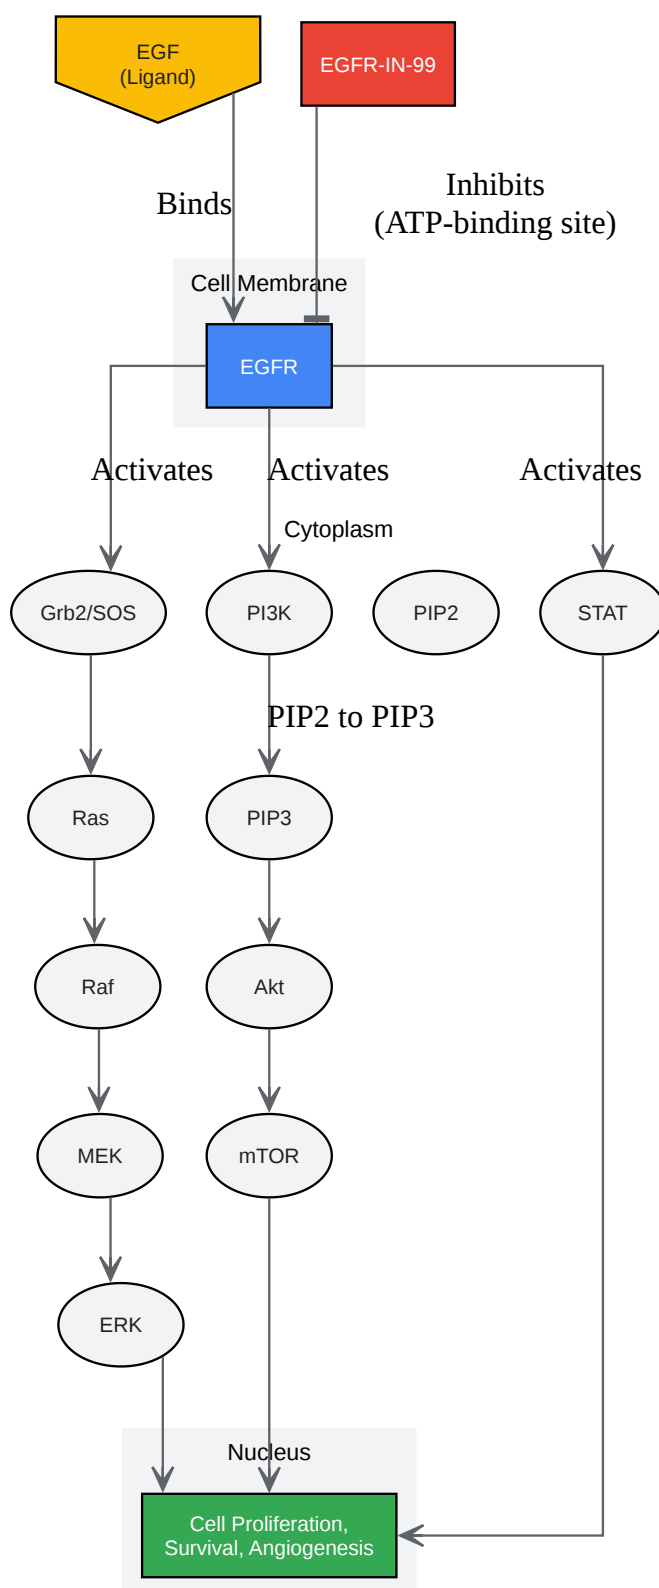 EGF
(Ligand)
EGFR-IN-99
Binds
Inhibits
(ATP-binding site)
Cell Membrane
EGFR
Activates
Activates
Activates
Cytoplasm
Grb2/SOS
PI3K
PIP2
STAT
PIP2 to PIP3
Ras
PIP3
Raf
Akt
MEK
mTOR
ERK
Nucleus
Cell Proliferation,
Survival, Angiogenesis